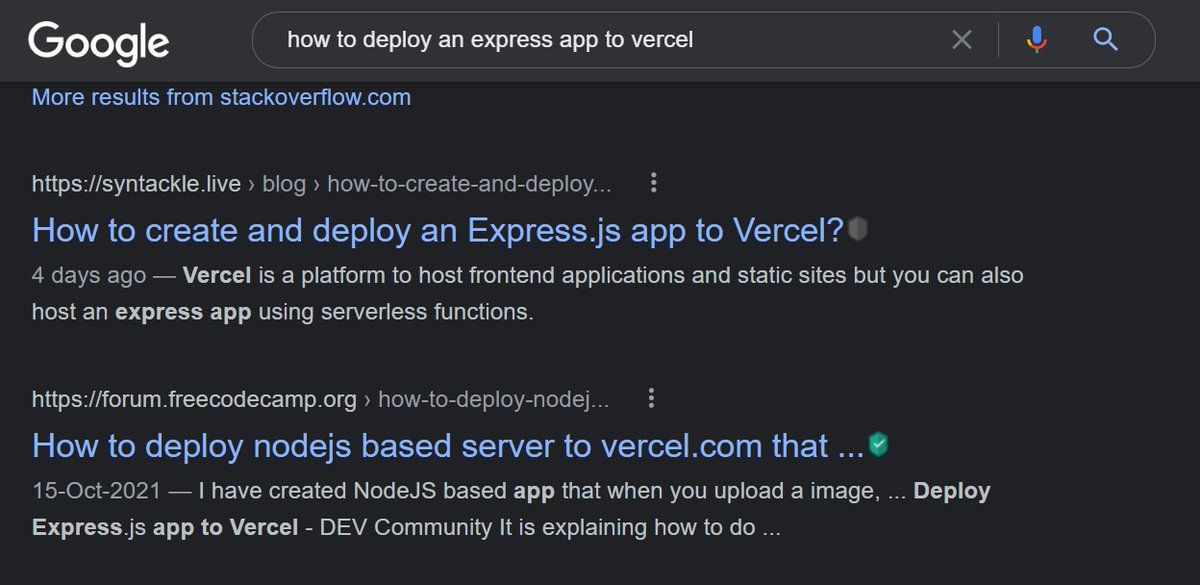 Google
how to deploy an express app to vercel
More results from stackoverflow.com
https://syntackle.live › blog › how-to-create-and-deploy...
How to create and deploy an Express.js app to Vercel?
4 days ago — Vercel is a platform to host frontend applications and static sites but you can also
host an express app using serverless functions.
https://forum.freecodecamp.org › how-to-deploy-nodej...
How to deploy nodejs based server to vercel.com that ...
15-Oct-2021 — I have created NodeJS based app that when you upload a image, ... Deploy
Express.js app to Vercel - DEV Community It is explaining how to do ...